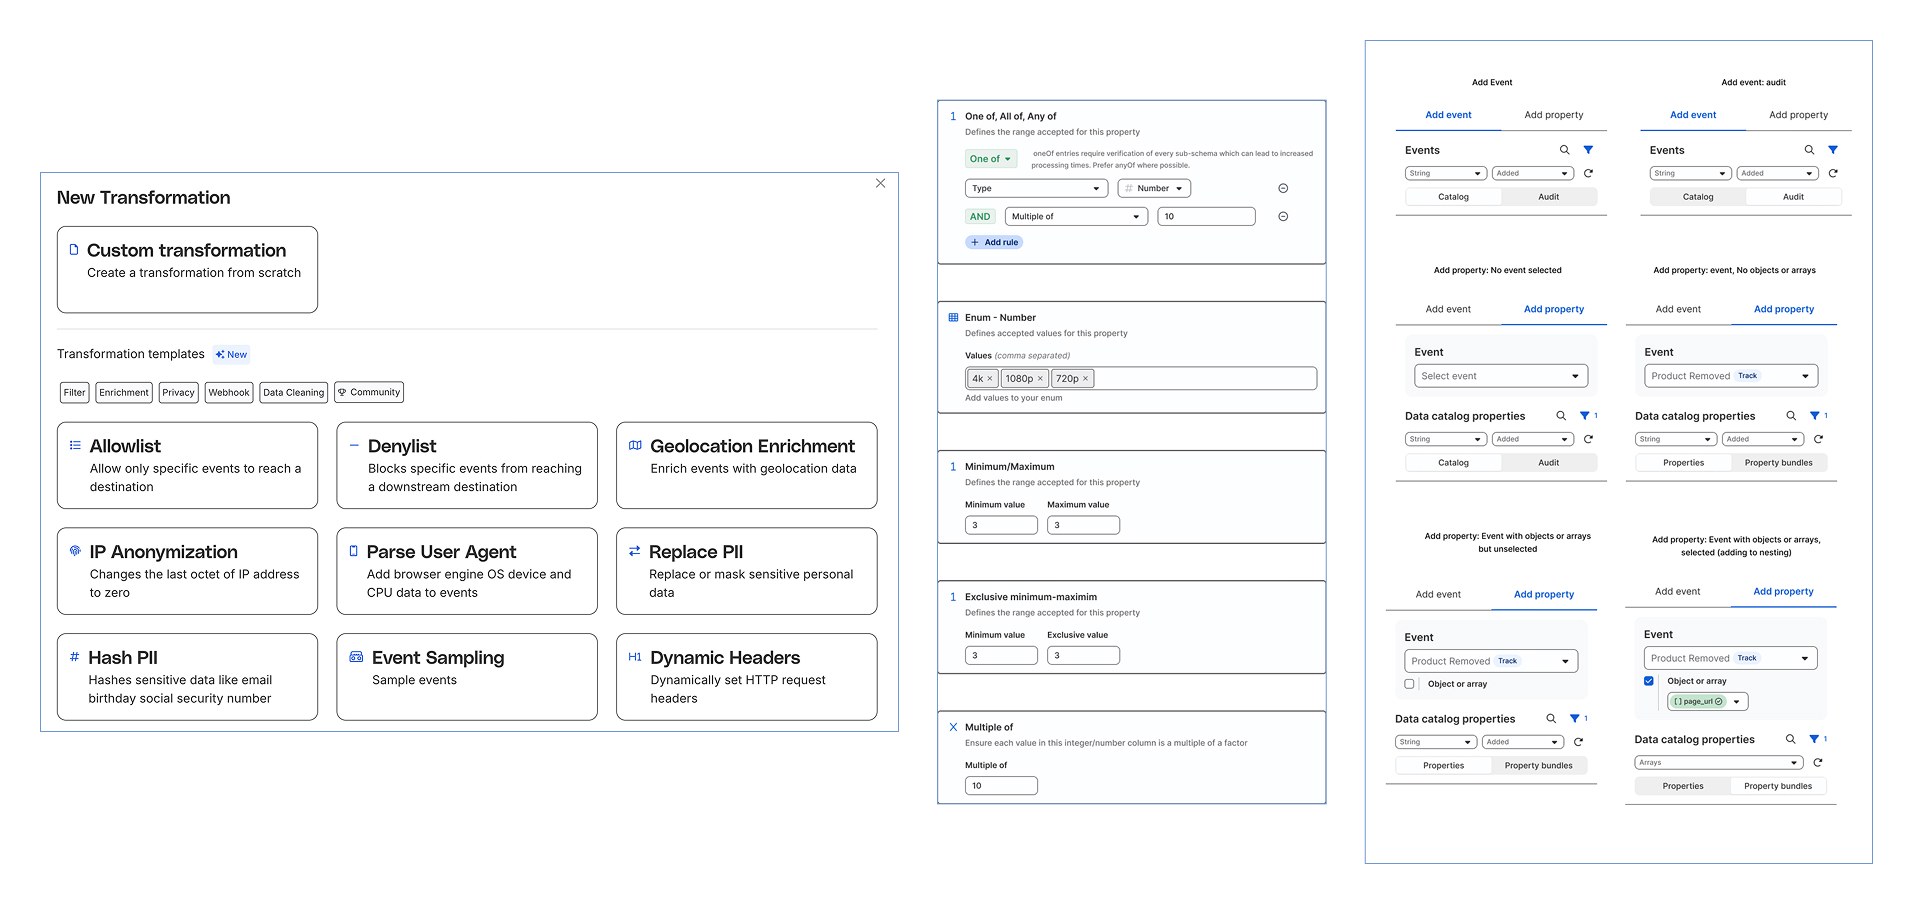 New Transformation
Custom transformation
Create a transformation from scratch
Transformation templates New
Filter Enrichment Privacy Webhook Data Cleaning Community
Allowlist
Allow only specific events to reach a
destination
Denylist
Blocks specific events from reaching
a downstream destination
Geolocation Enrichment
Enrich events with geolocation data
IP Anonymization
Changes the last octet of IP address
to zero
Parse User Agent
Add browser engine OS device and
CPU data to events
Replace PII
Replace or mask sensitive personal
data
# Hash PII
Hashes sensitive data like email
birthday social security number
Event Sampling
Sample events
H1 Dynamic Headers
Dynamically set HTTP request
headers
1 One of, All of, Any of
Defines the range accepted for this property
One of
oneOf entries require verification of every sub-schema which can lead to increased
processing times. Prefer anyOf where possible.
Type # Number
AND Multiple of 10
+ Add rule
Enum - Number
Defines accepted values for this property
Values (comma separated)
4k × 1080p × 720p ×
Add values to your enum
1 Minimum/Maximum
Defines the range accepted for this property
Minimum value Maximum value
3 3
1 Exclusive minimum-maximim
Defines the range accepted for this property
Minimum value Exclusive value
3 3
X Multiple of
Ensure each value in this integer/number column is a multiple of a factor
Multiple of
10
Add Event
Add event Add property
Events
String Added
Catalog Audit
Add event: audit
Add event Add property
Events
String Added
Catalog Audit
Add property: No event selected
Add event Add property
Event
Select event
Data catalog properties 1
String Added
Catalog Audit
Add property: event, No objects or arrays
Add event Add property
Event
Product Removed Track
Data catalog properties 1
String Added
Properties Property bundles
Add property: Event with objects or arrays
but unselected
Add event Add property
Event
Product Removed Track
Object or array
Data catalog properties 1
String Added
Properties Property bundles
Add property: Event with objects or arrays,
selected (adding to nesting)
Add event Add property
Event
Product Removed Track
Object or array
[ ] page_url
Data catalog properties 1
Arrays
Properties Property bundles